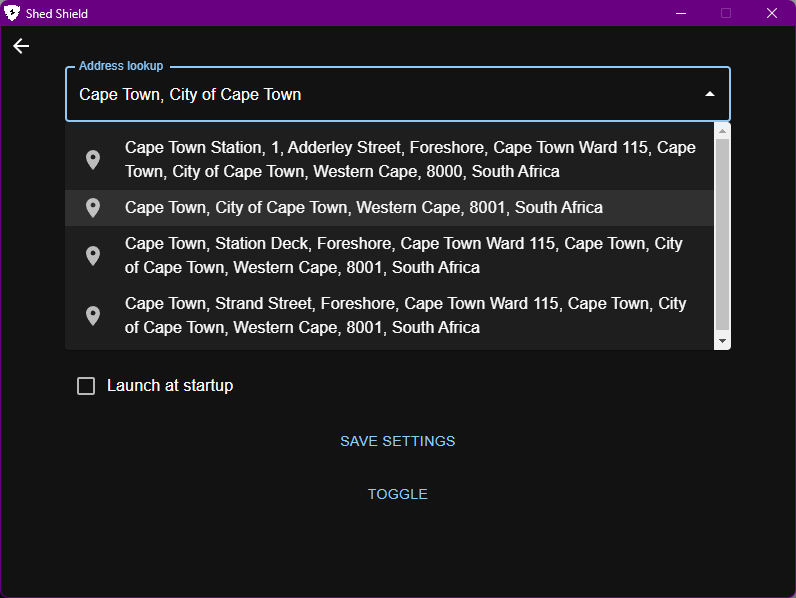 Shed Shield
Address lookup
Cape Town, City of Cape Town
Cape Town Station, 1, Adderley Street, Foreshore, Cape Town Ward 115, Cape
Town, City of Cape Town, Western Cape, 8000, South Africa
Cape Town, City of Cape Town, Western Cape, 8001, South Africa
Cape Town, Station Deck, Foreshore, Cape Town Ward 115, Cape Town, City
of Cape Town, Western Cape, 8001, South Africa
Cape Town, Strand Street, Foreshore, Cape Town Ward 115, Cape Town, City
of Cape Town, Western Cape, 8001, South Africa
Launch at startup
SAVE SETTINGS
TOGGLE